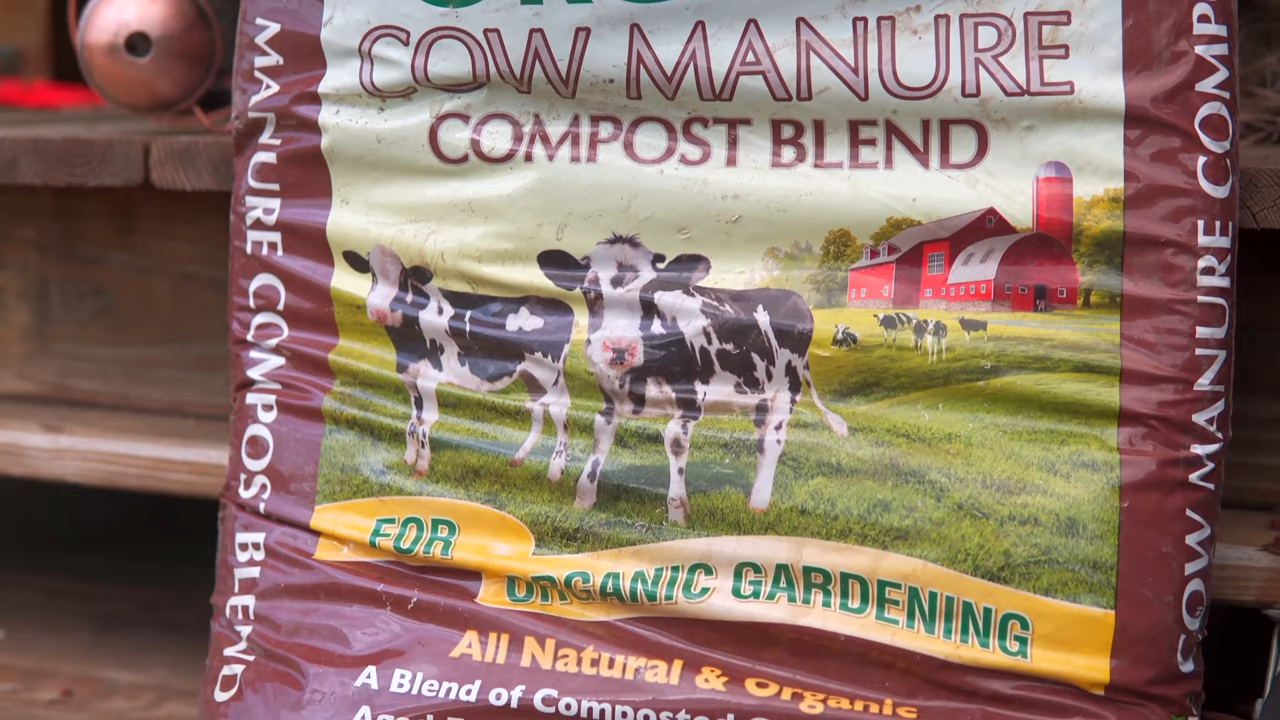 COW MANURE
COMPOST BLEND
MANURE COMPOST BLEND
COW MANURE COMP
FOR
ORGANIC GARDENING
All Natural & Organic
A Blend of Composted
Aged